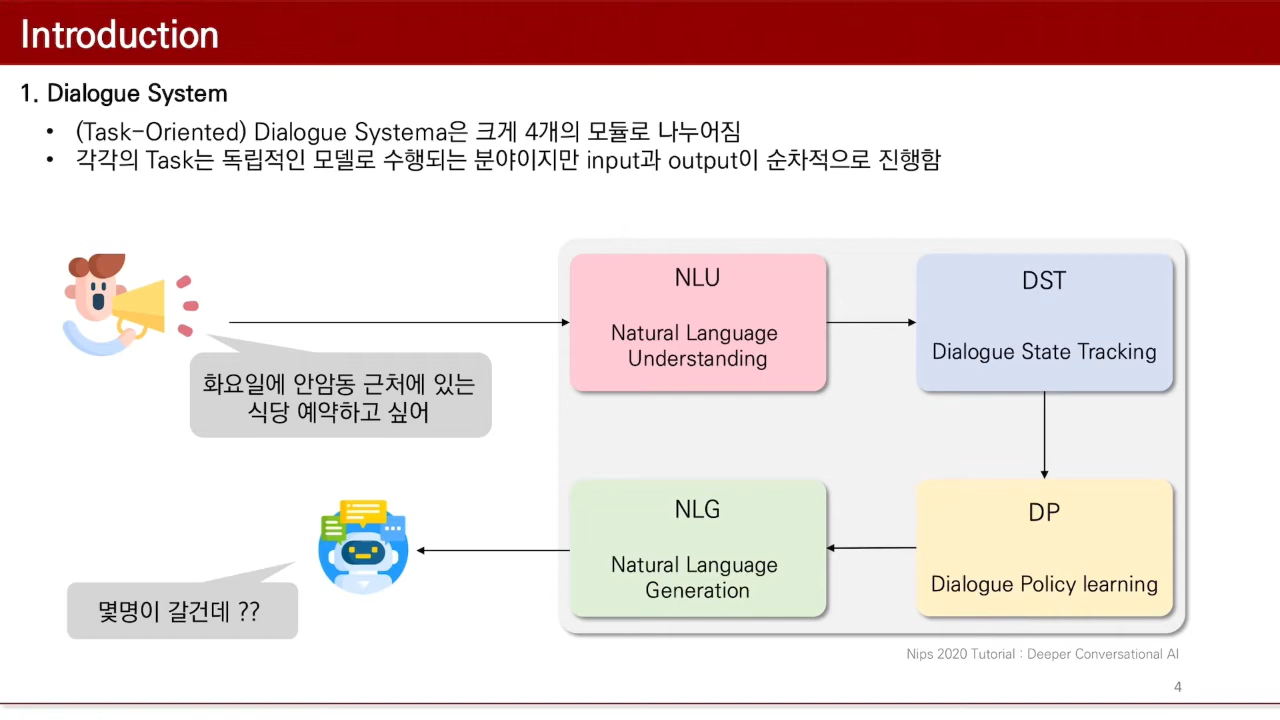 Introduction
1. Dialogue System
• (Task-Oriented) Dialogue Systema은 크게 4개의 모듈로 나누어짐
• 각각의 Task는 독립적인 모델로 수행되는 분야이지만 input과 output이 순차적으로 진행함
화요일에 안암동 근처에 있는
식당 예약하고 싶어
NLU
Natural Language
Understanding
DST
Dialogue State Tracking
DP
Dialogue Policy learning
NLG
Natural Language
Generation
몇명이 갈건데 ??
Nips 2020 Tutorial : Deeper Conversational AI
4